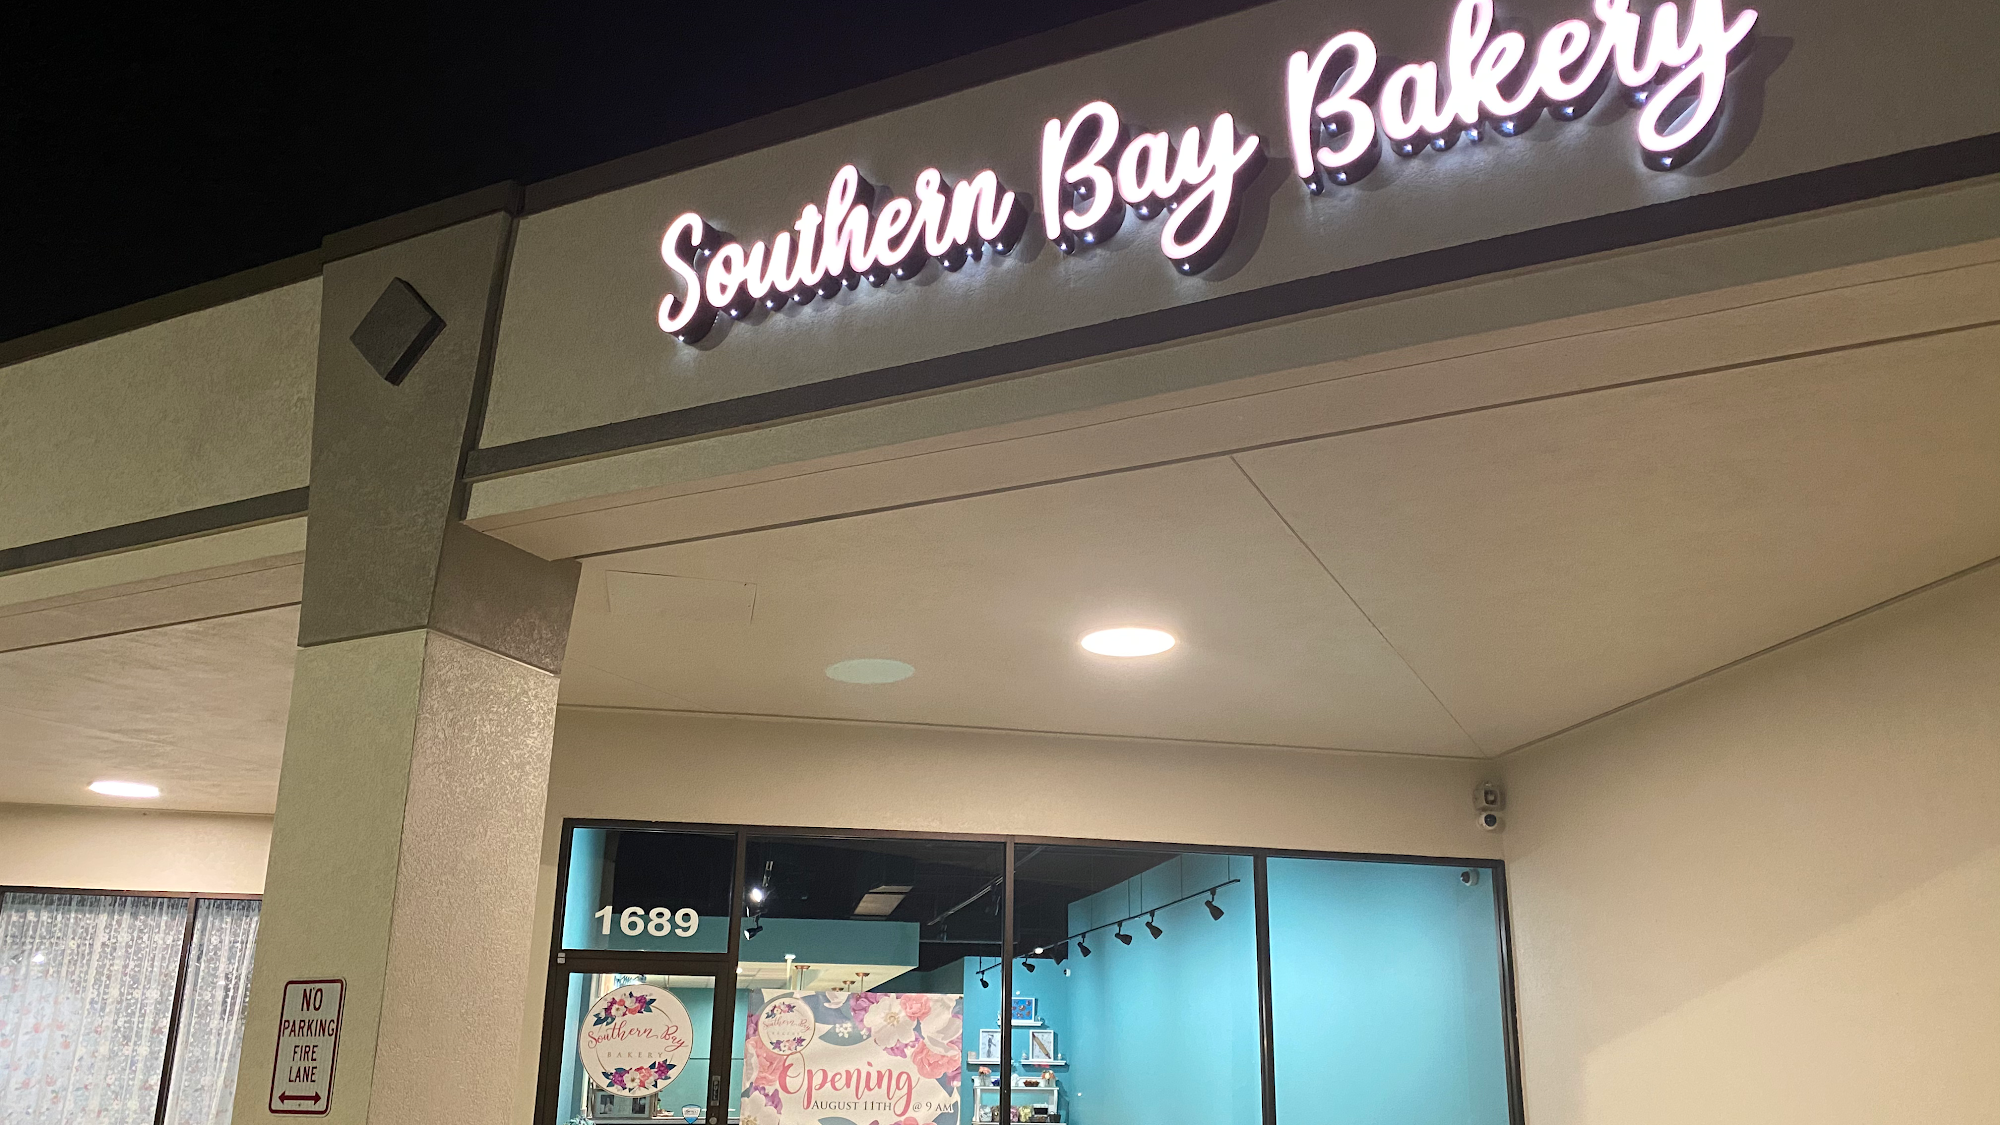 Southern Bay Bakery
1689
NO
PARKING
FIRE
LANE
Southern Bay
BAKERY
Southern Bay
Opening
AUGUST 11TH @ 9 AM